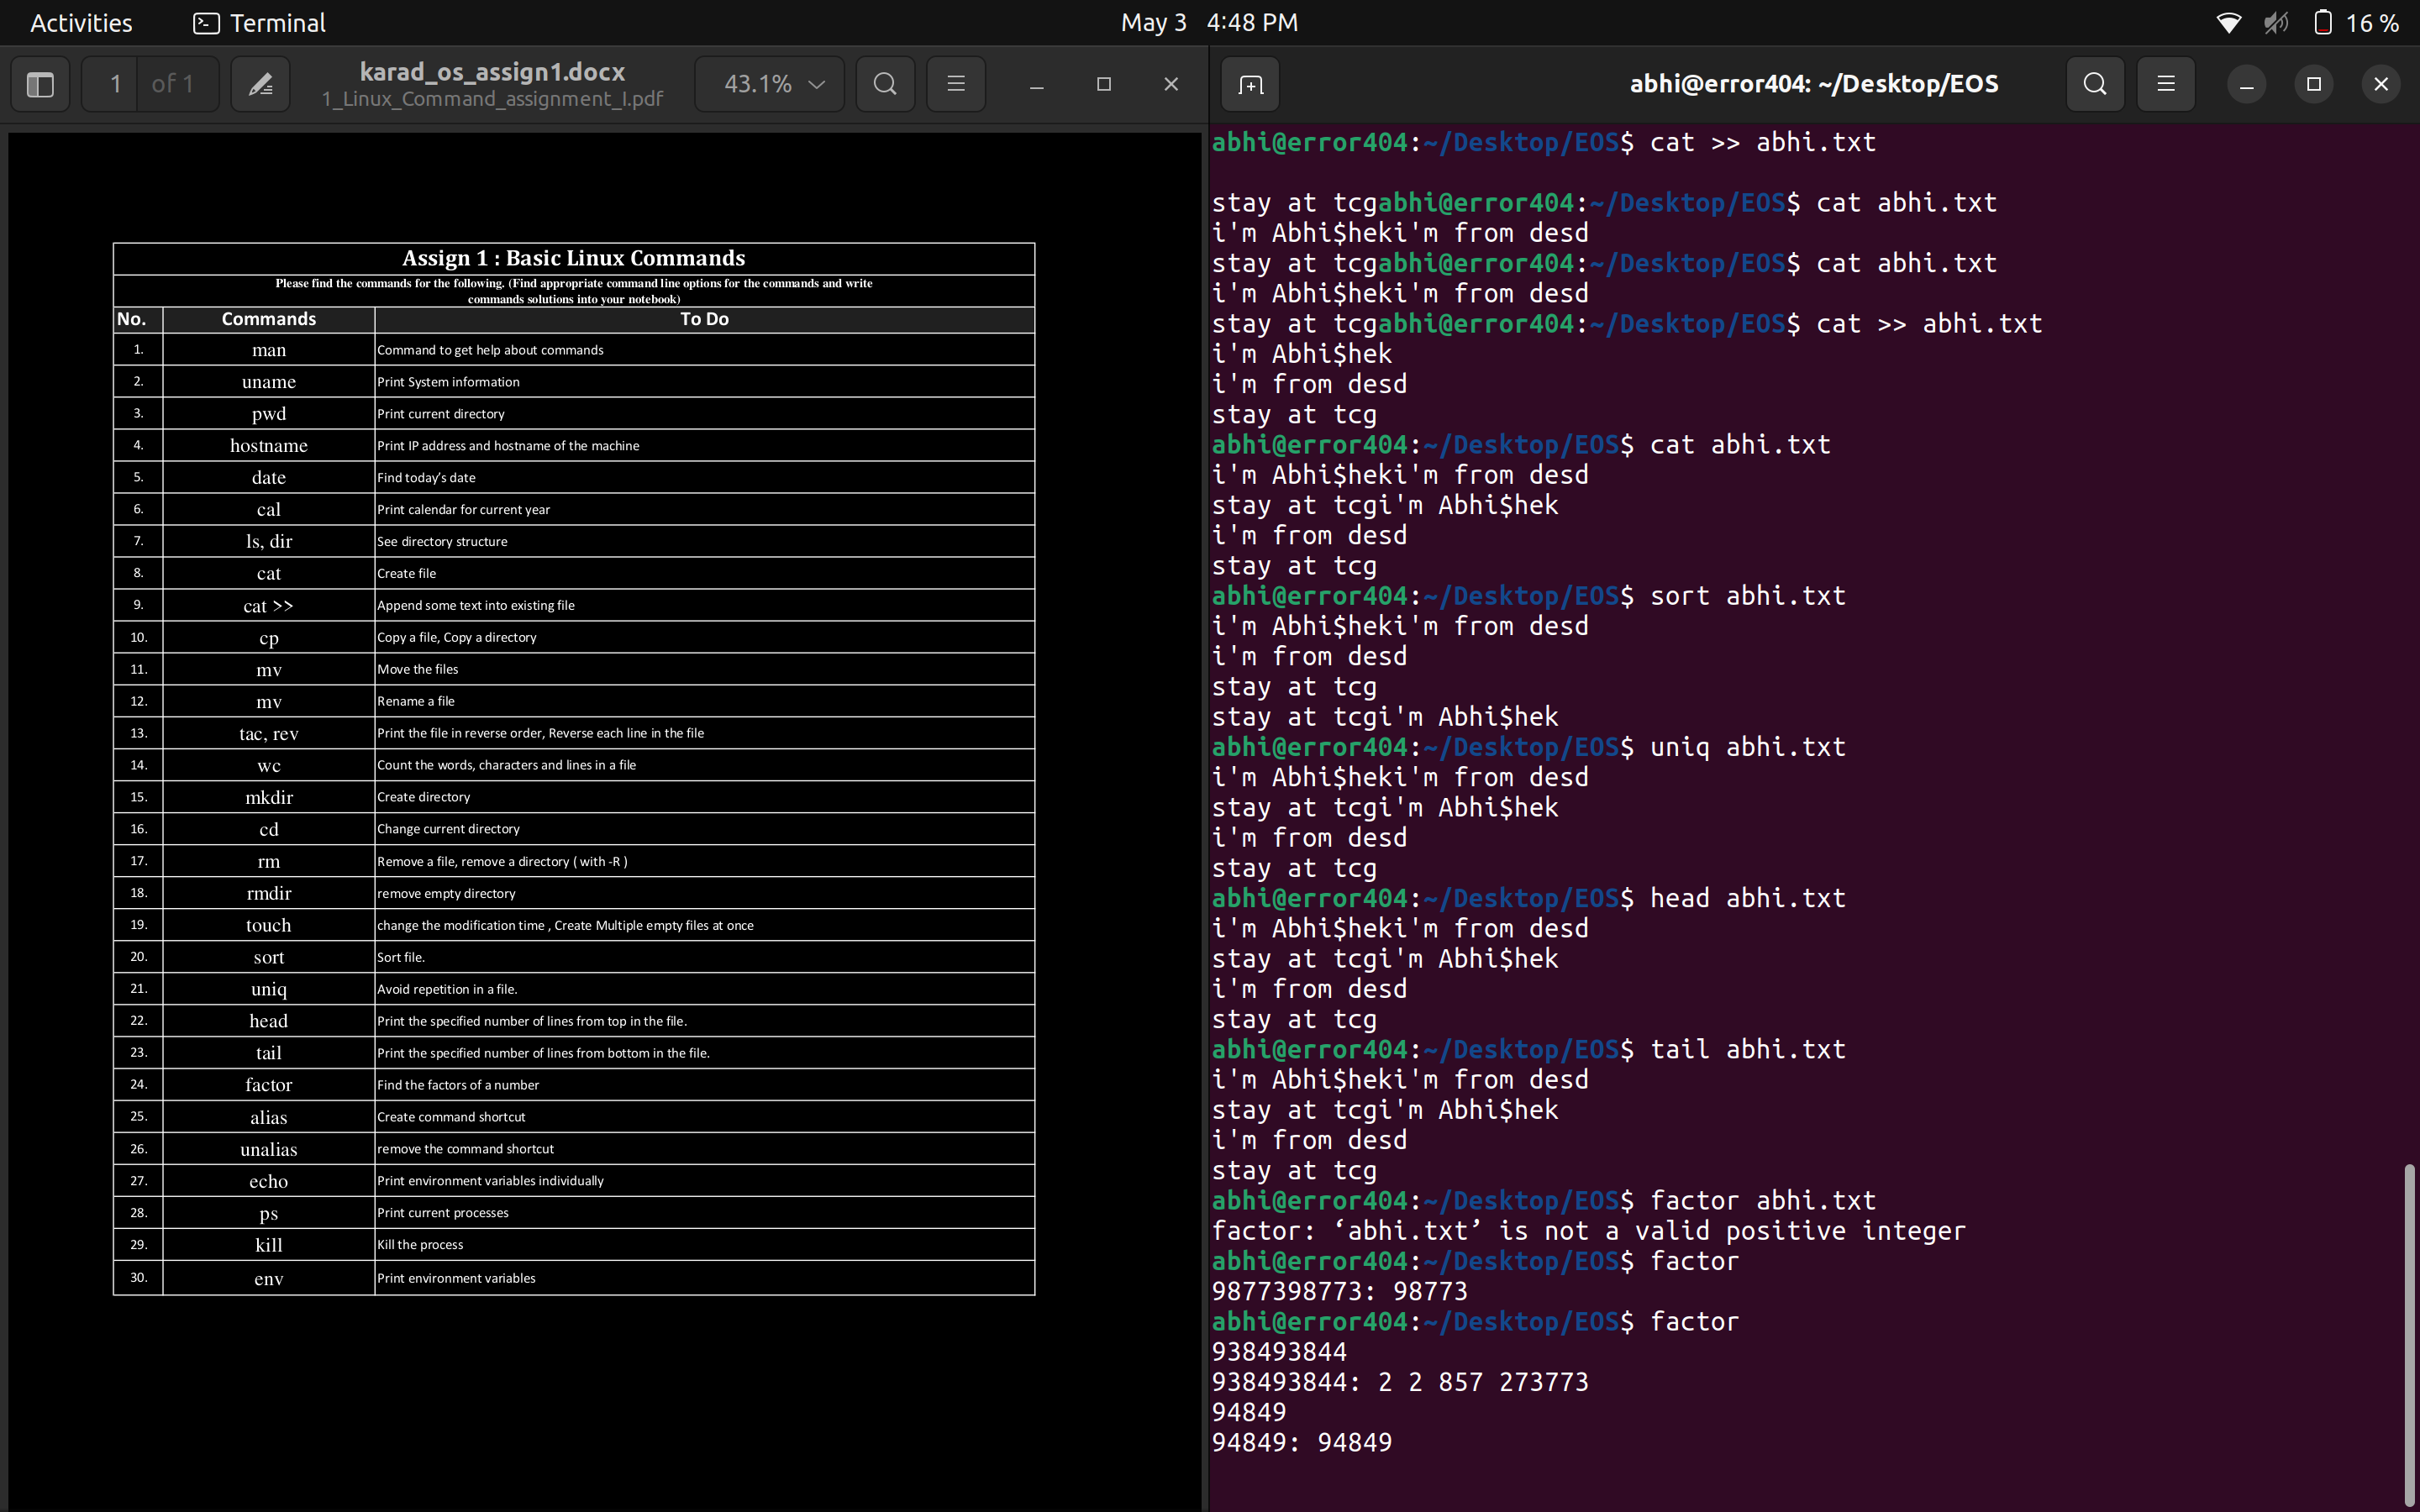 Activities Terminal May 3 4:48 PM 16 %
1 of 1 karad_os_assign1.docx 43.1%
1_Linux_Command_assignment_I.pdf
Assign 1 : Basic Linux Commands
Please find the commands for the following. (Find appropriate command line options for the commands and write
commands solutions into your notebook)
No. Commands To Do
1. man Command to get help about commands
2. uname Print System information
3. pwd Print current directory
4. hostname Print IP address and hostname of the machine
5. date Find today’s date
6. cal Print calendar for current year
7. ls, dir See directory structure
8. cat Create file
9. cat >> Append some text into existing file
10. cp Copy a file, Copy a directory
11. mv Move the files
12. mv Rename a file
13. tac, rev Print the file in reverse order, Reverse each line in the file
14. wc Count the words, characters and lines in a file
15. mkdir Create directory
16. cd Change current directory
17. rm Remove a file, remove a directory ( with -R )
18. rmdir remove empty directory
19. touch change the modification time , Create Multiple empty files at once
20. sort Sort file.
21. uniq Avoid repetition in a file.
22. head Print the specified number of lines from top in the file.
23. tail Print the specified number of lines from bottom in the file.
24. factor Find the factors of a number
25. alias Create command shortcut
26. unalias remove the command shortcut
27. echo Print environment variables individually
28. ps Print current processes
29. kill Kill the process
30. env Print environment variables
abhi@error404: ~/Desktop/EOS
abhi@error404:~/Desktop/EOS$ cat >> abhi.txt
stay at tcgabhi@error404:~/Desktop/EOS$ cat abhi.txt
i'm Abhi$heki'm from desd
stay at tcgabhi@error404:~/Desktop/EOS$ cat abhi.txt
i'm Abhi$heki'm from desd
stay at tcgabhi@error404:~/Desktop/EOS$ cat >> abhi.txt
i'm Abhi$hek
i'm from desd
stay at tcg
abhi@error404:~/Desktop/EOS$ cat abhi.txt
i'm Abhi$heki'm from desd
stay at tcgi'm Abhi$hek
i'm from desd
stay at tcg
abhi@error404:~/Desktop/EOS$ sort abhi.txt
i'm Abhi$heki'm from desd
i'm from desd
stay at tcg
stay at tcgi'm Abhi$hek
abhi@error404:~/Desktop/EOS$ uniq abhi.txt
i'm Abhi$heki'm from desd
stay at tcgi'm Abhi$hek
i'm from desd
stay at tcg
abhi@error404:~/Desktop/EOS$ head abhi.txt
i'm Abhi$heki'm from desd
stay at tcgi'm Abhi$hek
i'm from desd
stay at tcg
abhi@error404:~/Desktop/EOS$ tail abhi.txt
i'm Abhi$heki'm from desd
stay at tcgi'm Abhi$hek
i'm from desd
stay at tcg
abhi@error404:~/Desktop/EOS$ factor abhi.txt
factor: ‘abhi.txt’ is not a valid positive integer
abhi@error404:~/Desktop/EOS$ factor
9877398773: 98773
abhi@error404:~/Desktop/EOS$ factor
938493844
938493844: 2 2 857 273773
94849
94849: 94849